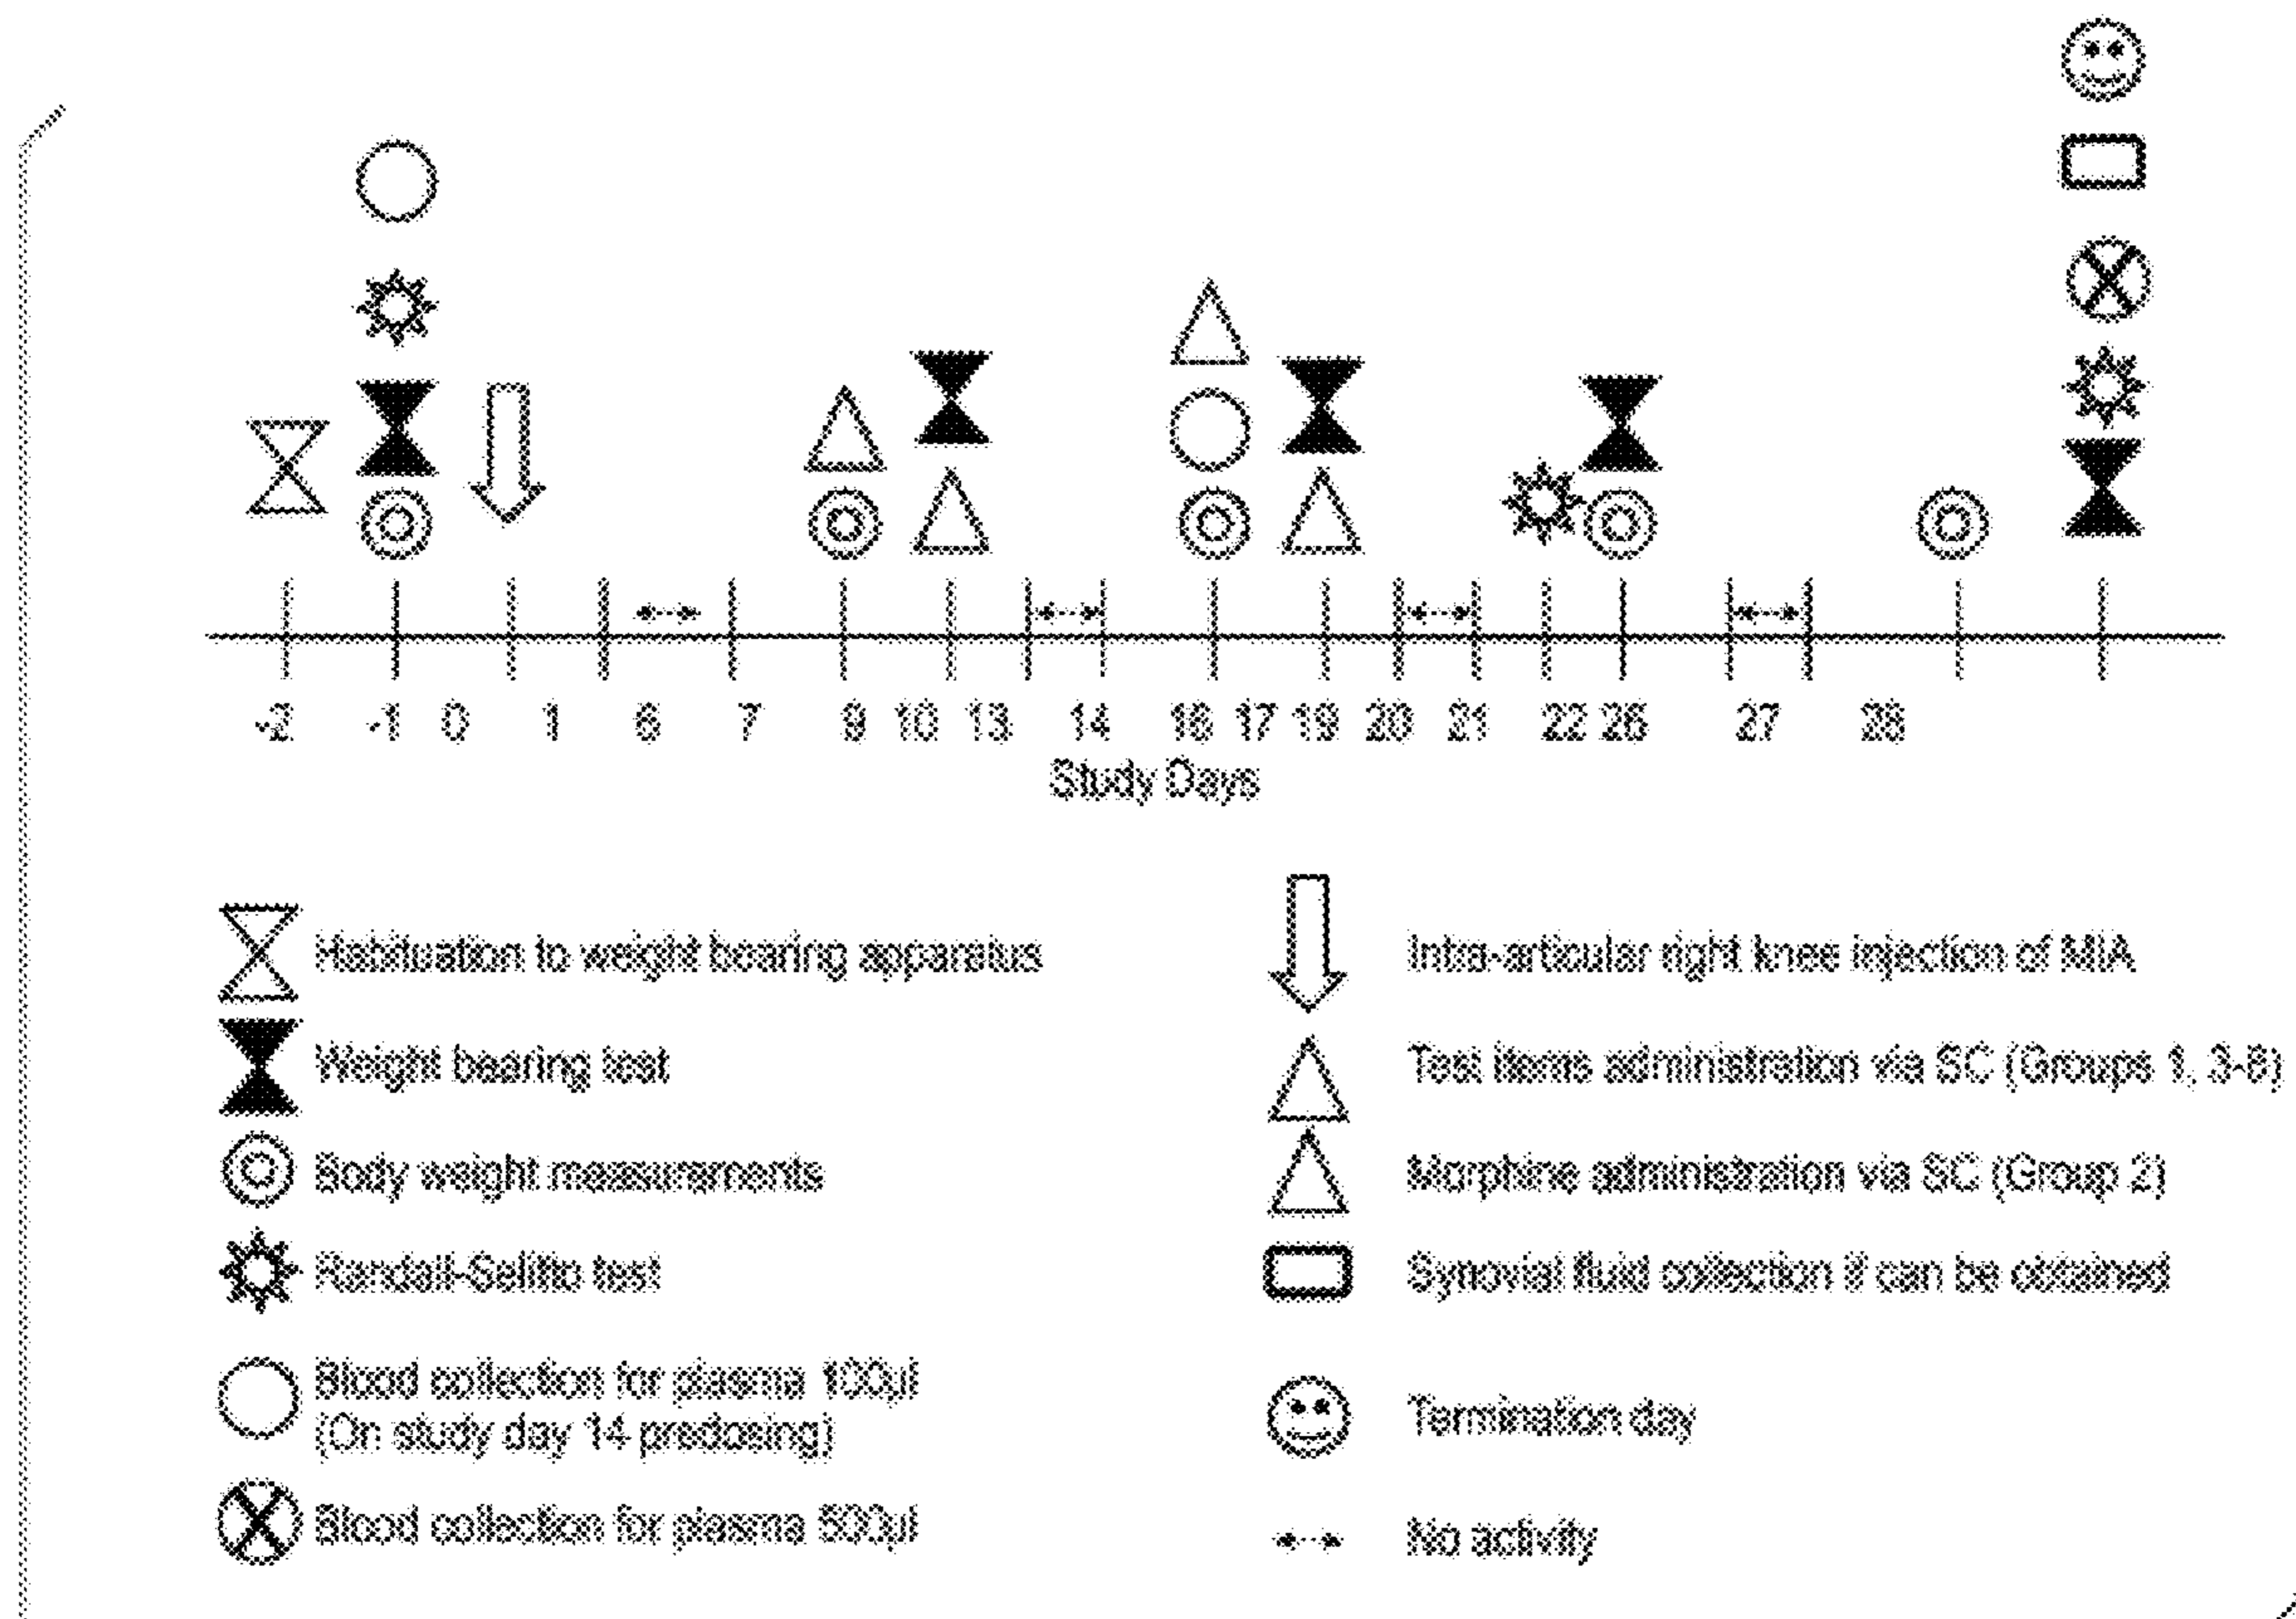 -2 -1 0 1 6 7 9 10 13 14 16 17 19 20 21 22 26 27 28
Study Days
Habituation to weight bearing apparatus
Weight bearing test
Body weight measurements
Randall-Selitto test
Blood collection for plasma 100µl
(On study day 14 predosing)
Blood collection for plasma 500µl
Intra-articular right knee injection of MIA
Test items administration via SC (Groups 1, 3-8)
Morphine administration via SC (Group 2)
Synovial fluid collection if can be obtained
Termination day
No activity